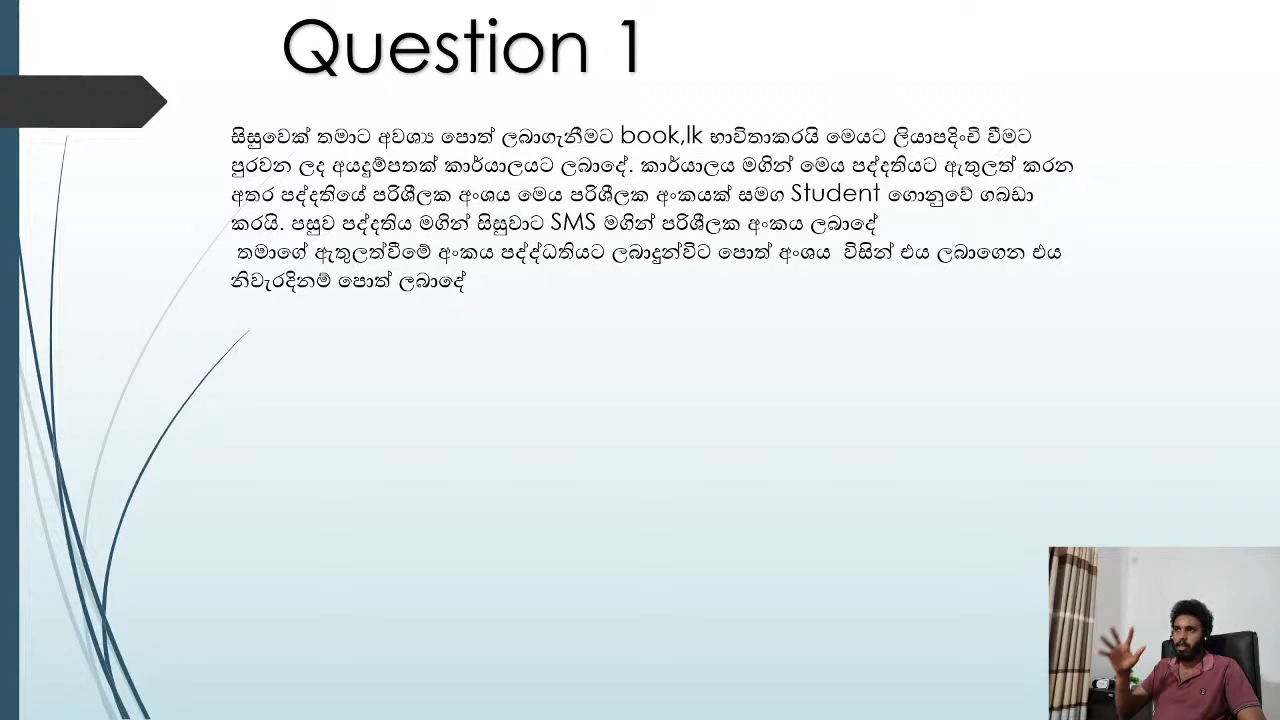 Question 1
සිසුවෙක් තමාට අවශ්‍ය පොත් ලබාගැනීමට book,lk භාවිතාකරයි මෙයට ලියාපදිංචි වීමට
පුරවන ලද අයදුම්පතක් කාර්යාලයට ලබාදේ. කාර්යාලය මගින් මෙය පද්දතියට ඇතුලත් කරන
අතර පද්දතියේ පරිශීලක අංශය මෙය පරිශීලක අංකයක් සමග Student ගොනුවේ ගබඩා
කරයි. පසුව පද්දතිය මගින් සිසුවාට SMS මගින් පරිශීලක අංකය ලබාදේ
තමාගේ ඇතුලත්වීමේ අංකය පද්ද්ධතියට ලබාදුන්විට පොත් අංශය විසින් එය ලබාගෙන එය
නිවැරදිනම් පොත් ලබාදේ